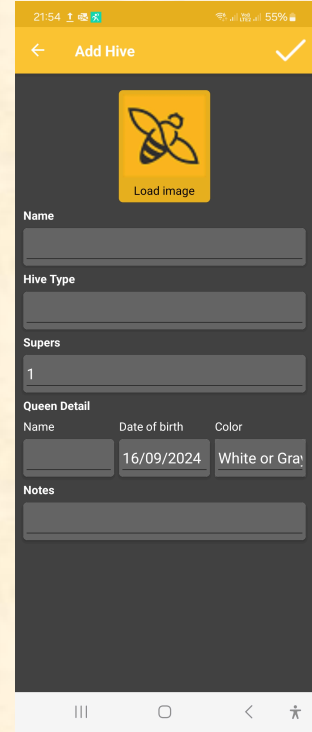 21:54 55%
Add Hive
Load image
Name
Hive Type
Supers
1
Queen Detail
Name Date of birth Color
16/09/2024 White or Gray
Notes